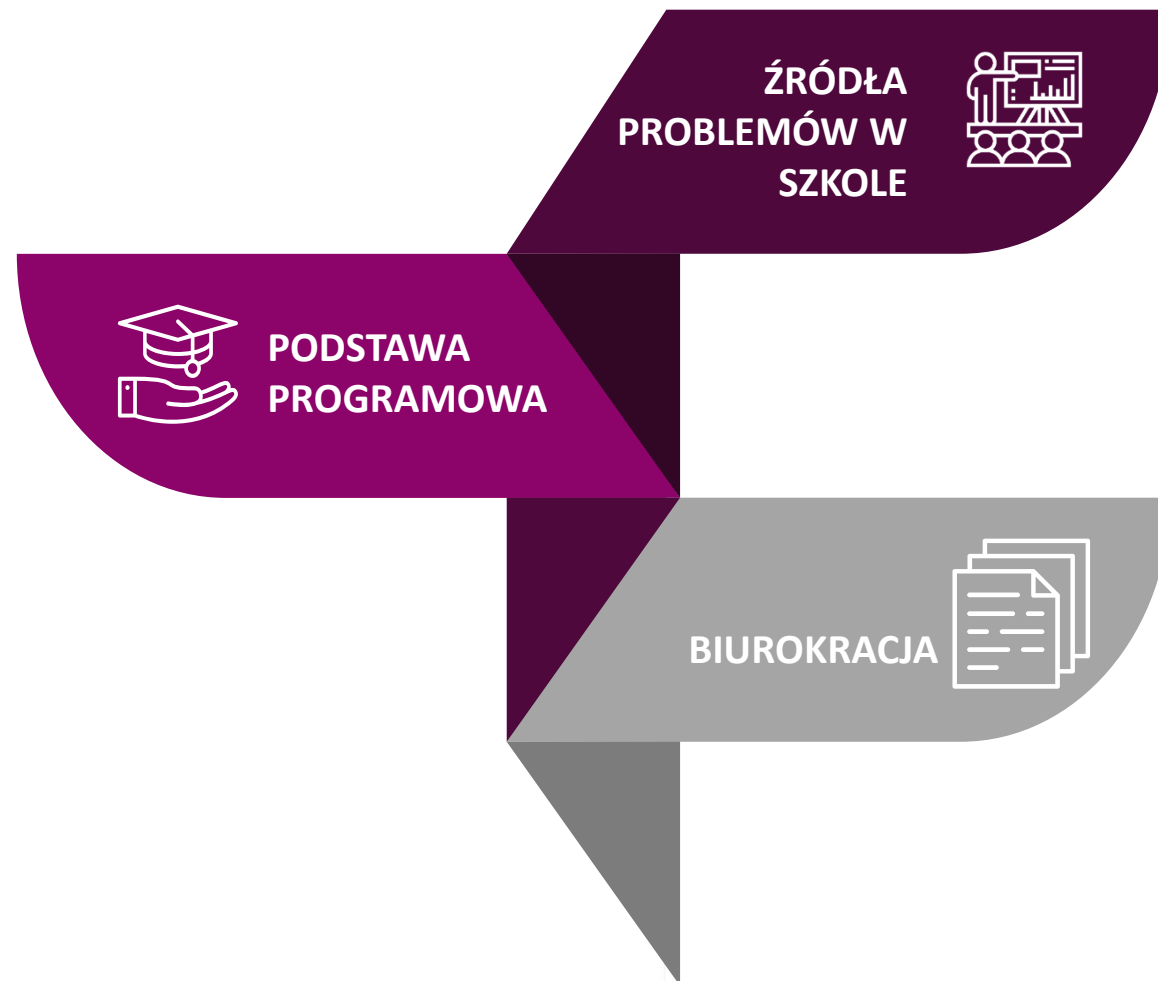 ŹRÓDŁA
PROBLEMÓW W
SZKOLE
PODSTAWA
PROGRAMOWA
BIUROKRACJA